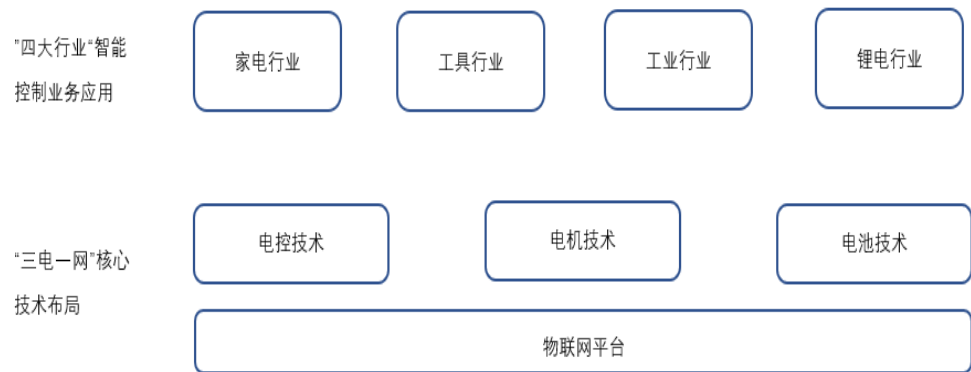 ”四大行业“智能
控制业务应用
家电行业
工具行业
工业行业
锂电行业
“三电一网”核心
技术布局
电控技术
电机技术
电池技术
物联网平台